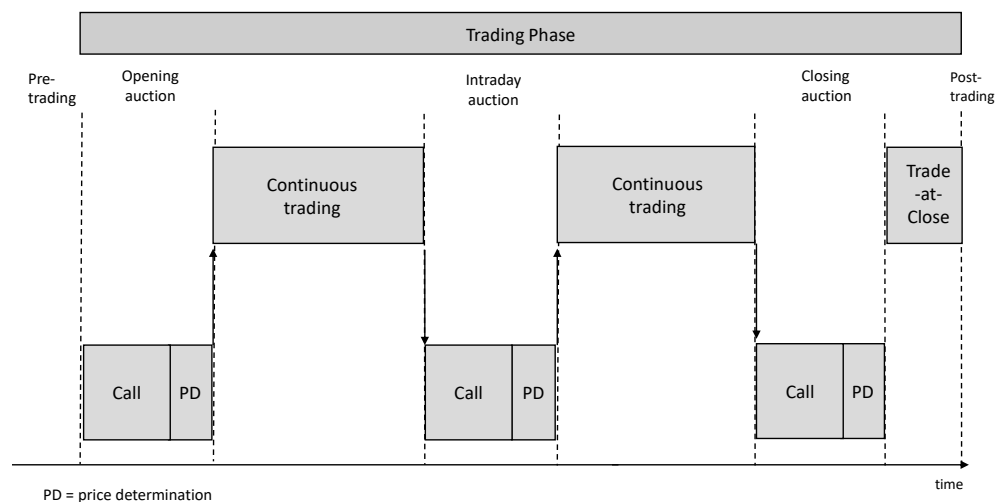 Trading Phase
Pre-
trading
Opening
auction
Intraday
auction
Closing
auction
Post-
trading
Continuous
trading
Continuous
trading
Trade
-at-
Close
Call
PD
Call
PD
Call
PD
time
PD = price determination